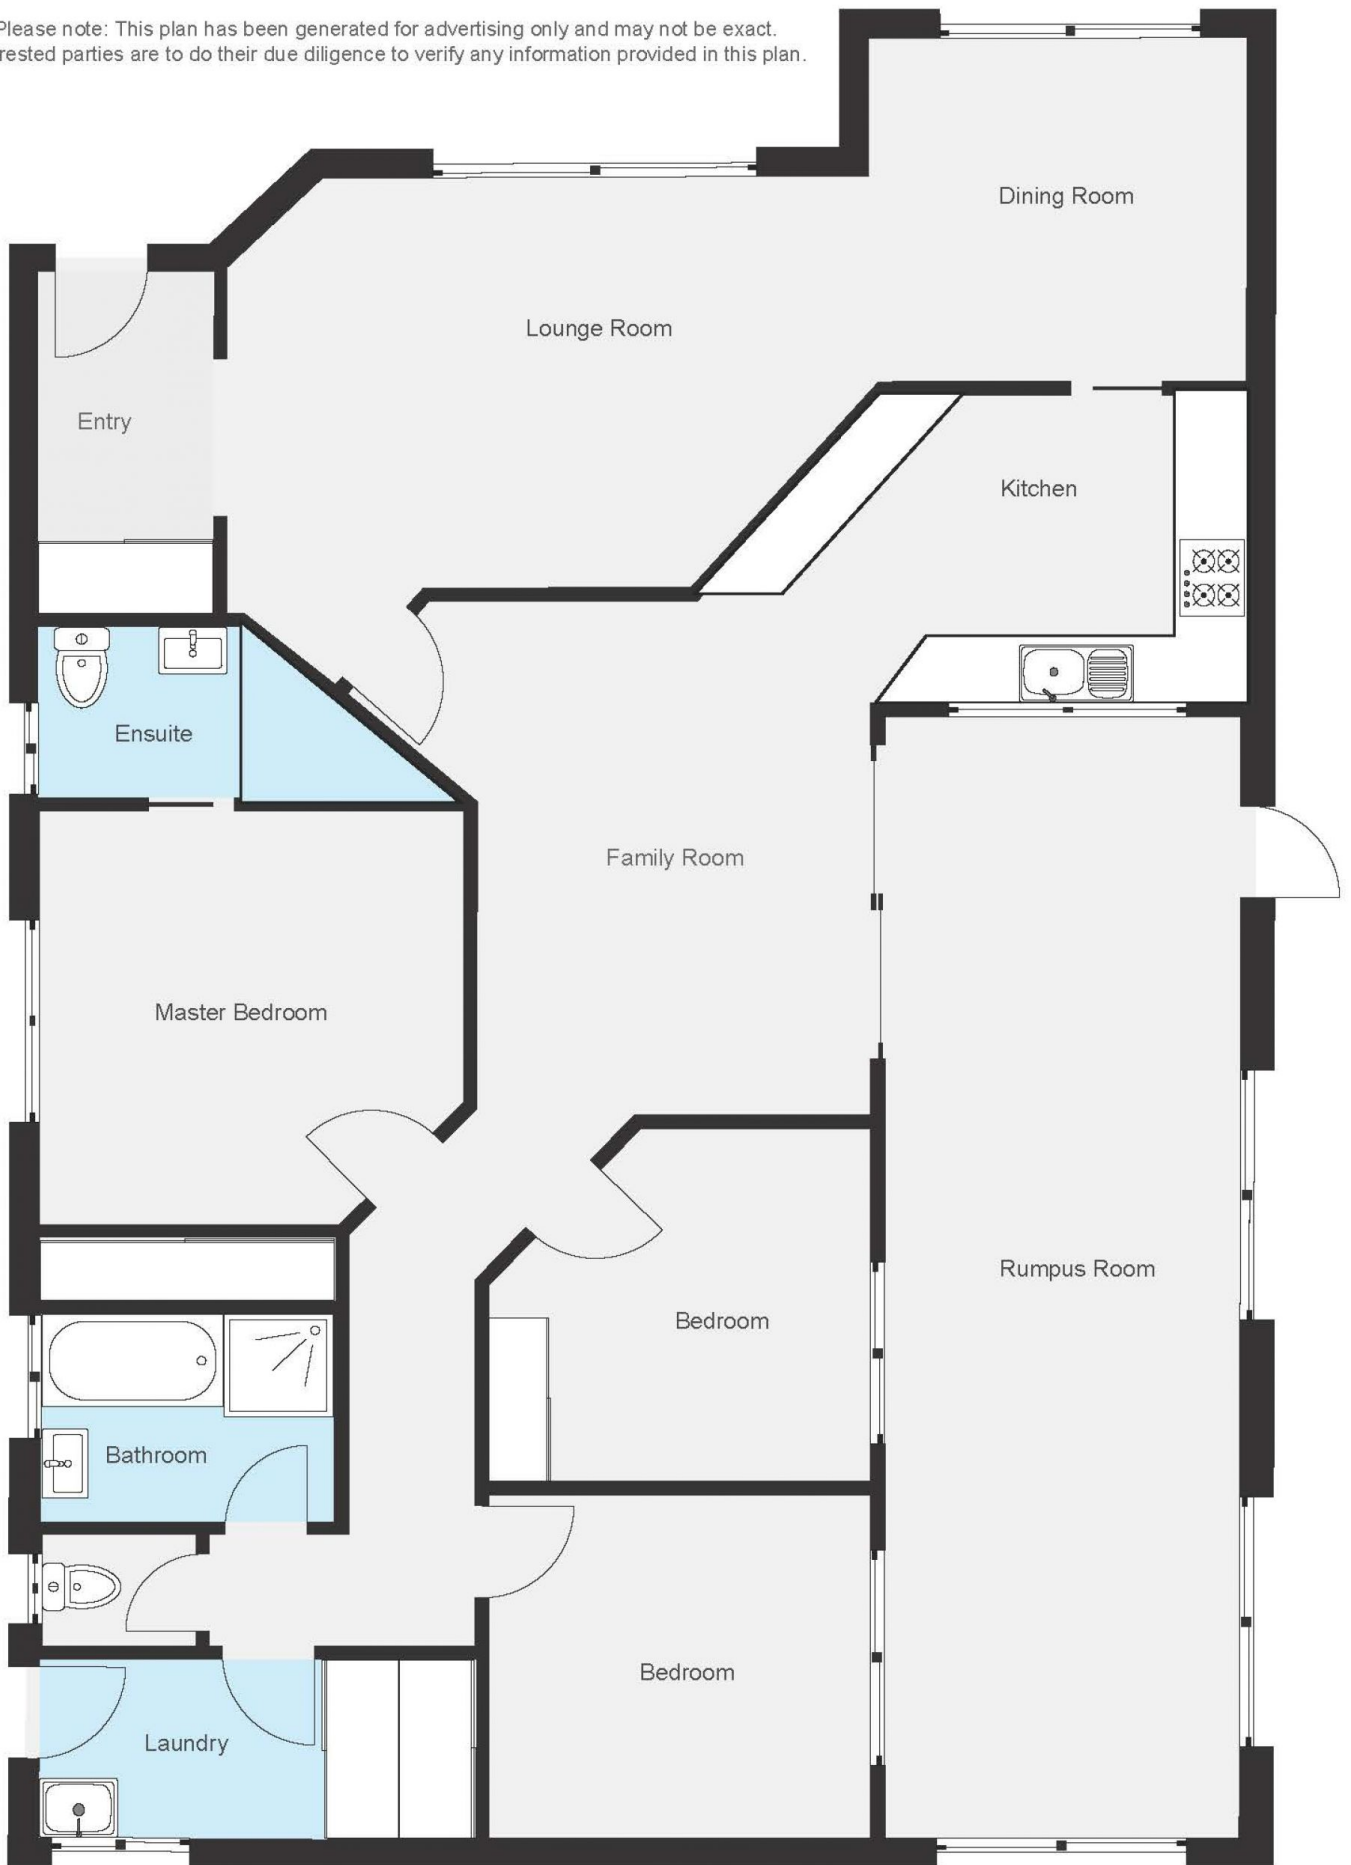 Please note: This plan has been generated for advertising only and may not be exact.
rested parties are to do their due diligence to verify any information provided in this plan.
Dining Room
Lounge Room
Entry
Kitchen
Ensuite
Family Room
Master Bedroom
Rumpus Room
Bedroom
Bathroom
Bedroom
Laundry